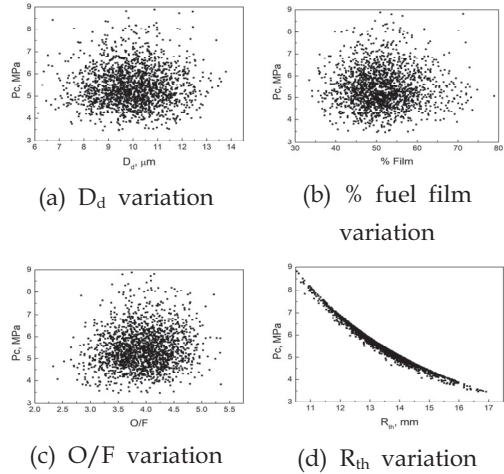 9
8
7
6
5
4
3
Pc, MPa
6 7 8 9 10 11 12 13 14
Dd, μm
(a) Dd variation
9
8
7
6
5
4
3
Pc, MPa
30 40 50 60 70 80
% Film
(b) % fuel film
variation
9
8
7
6
5
4
3
Pc, MPa
2.0 2.5 3.0 3.5 4.0 4.5 5.0 5.5
O/F
(c) O/F variation
9
8
7
6
5
4
3
Pc, MPa
11 12 13 14 15 16 17
Rth, mm
(d) Rth variation